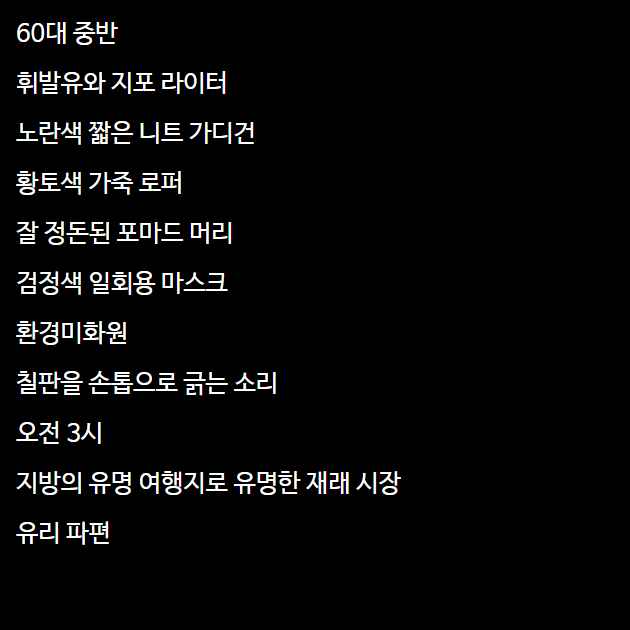 60대 중반
휘발유와 지포 라이터
노란색 짧은 니트 가디건
황토색 가죽 로퍼
잘 정돈된 포마드 머리
검정색 일회용 마스크
환경미화원
칠판을 손톱으로 긁는 소리
오전 3시
지방의 유명 여행지로 유명한 재래 시장
유리 파편